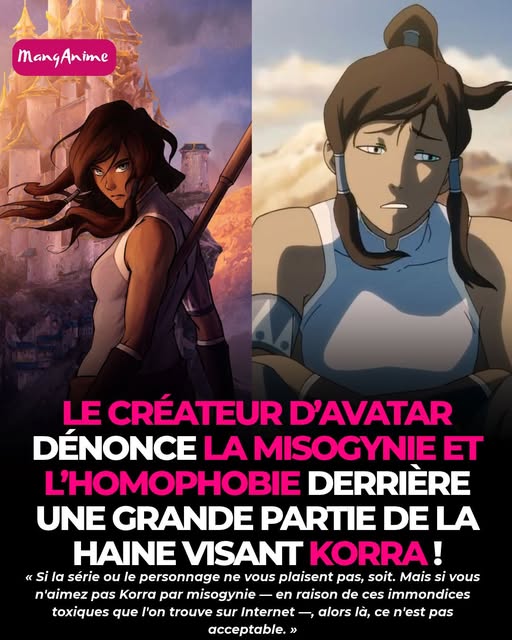 MangAnime
LE CRÉATEUR D'AVATAR
DÉNONCE LA MISOGYNIE ET
L'HOMOPHOBIE DERRIÈRE
UNE GRANDE PARTIE DE LA
HAINE VISANT KORRA !
« Si la série ou le personnage ne vous plaisent pas, soit. Mais si vous
n'aimez pas Korra par misogynie — en raison de ces immondices
toxiques que l'on trouve sur Internet —, alors là, ce n'est pas
acceptable. »